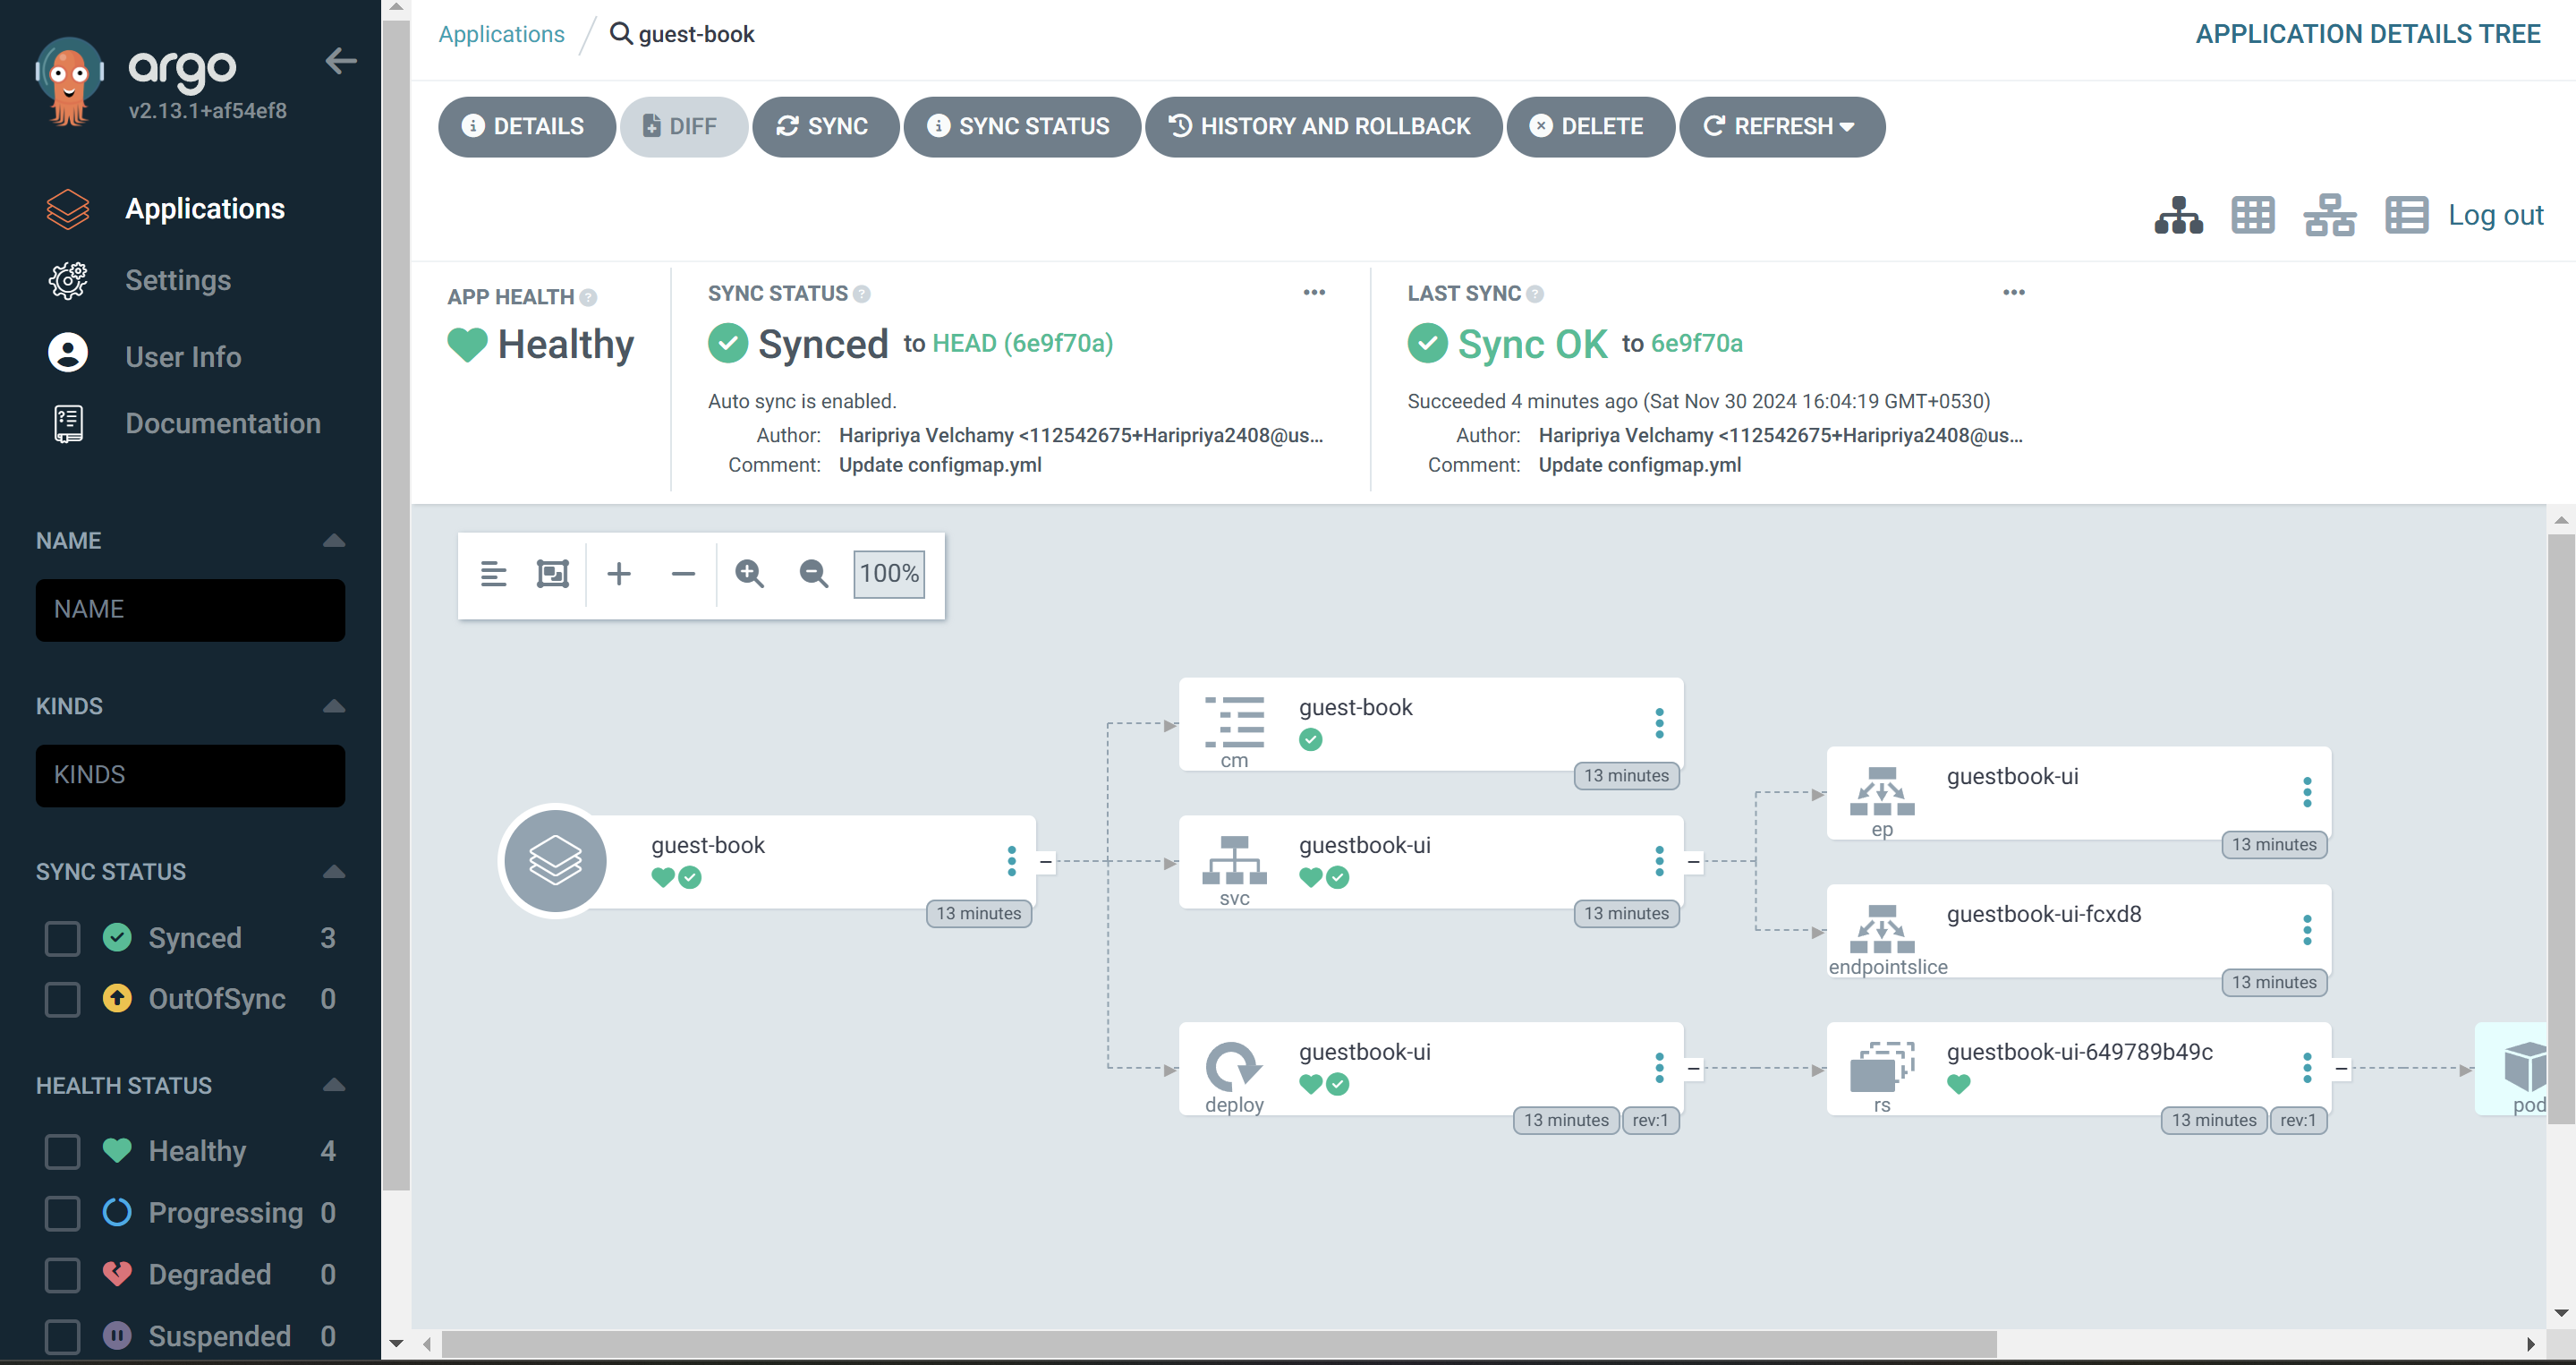 argo
v2.13.1+af54ef8
Applications
Settings
User Info
Documentation
NAME
NAME
KINDS
KINDS
SYNC STATUS
Synced 3
OutOfSync 0
HEALTH STATUS
Healthy 4
Progressing 0
Degraded 0
Suspended 0
Applications / guest-book
APPLICATION DETAILS TREE
DETAILS DIFF SYNC SYNC STATUS HISTORY AND ROLLBACK DELETE REFRESH
Log out
APP HEALTH
Healthy
SYNC STATUS
Synced to HEAD (6e9f70a)
Auto sync is enabled.
Author: Haripriya Velchamy <112542675+Haripriya2408@us...
Comment: Update configmap.yml
LAST SYNC
Sync OK to 6e9f70a
Succeeded 4 minutes ago (Sat Nov 30 2024 16:04:19 GMT+0530)
Author: Haripriya Velchamy <112542675+Haripriya2408@us...
Comment: Update configmap.yml
100%
guest-book
13 minutes
guest-book
cm
13 minutes
guestbook-ui
svc
13 minutes
guestbook-ui
deploy
13 minutes rev:1
guestbook-ui
ep
13 minutes
guestbook-ui-fcxd8
endpointslice
13 minutes
guestbook-ui-649789b49c
rs
13 minutes rev:1
pod